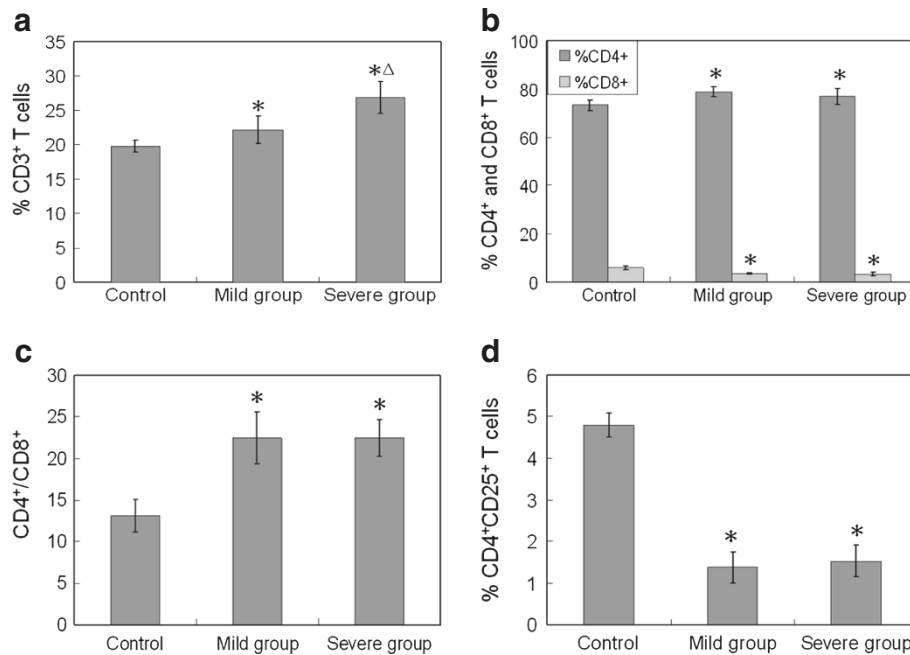 a
% CD3⁺ T cells
35
30
25
20
15
10
5
0
*
*Δ
Control Mild group Severe group
b
% CD4⁺ and CD8⁺ T cells
100
80
60
40
20
0
%CD4+
%CD8+
* *
* *
Control Mild group Severe group
c
CD4⁺/CD8⁺
30
25
20
15
10
5
0
* *
Control Mild group Severe group
d
% CD4⁺CD25⁺ T cells
6
5
4
3
2
1
0
* *
Control Mild group Severe group